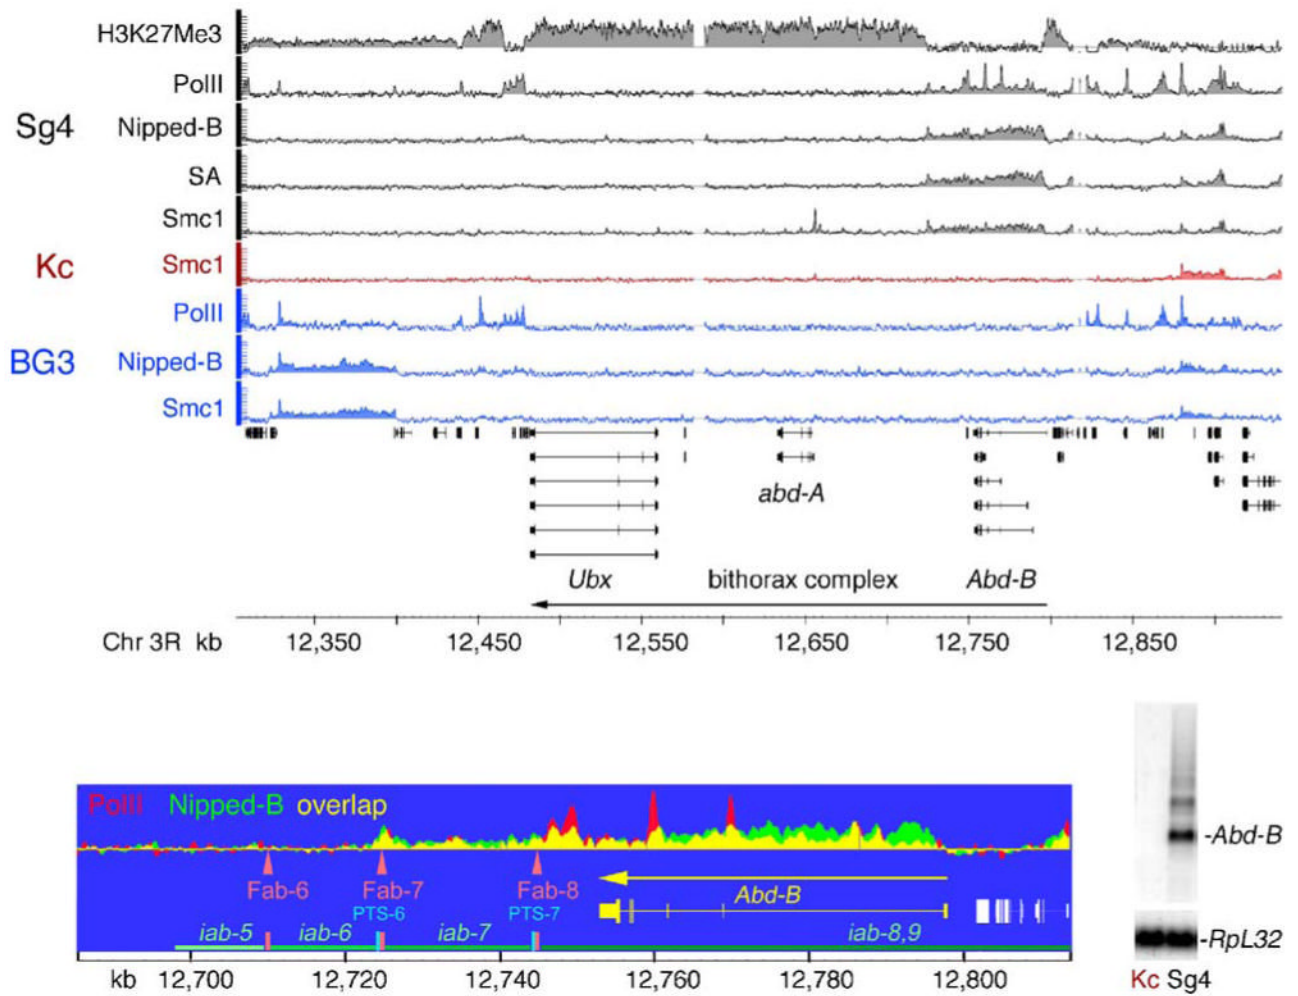 H3K27Me3
PolII
Sg4 Nipped-B
SA
Smc1
Kc Smc1
PolII
BG3 Nipped-B
Smc1
abd-A
Ubx bithorax complex Abd-B
Chr 3R kb 12,350 12,450 12,550 12,650 12,750 12,850
PolII Nipped-B overlap
-Abd-B
Fab-6 Fab-7 Fab-8 Abd-B
PTS-6 PTS-7
iab-5 iab-6 iab-7 iab-8,9
-RpL32
kb 12,700 12,720 12,740 12,760 12,780 12,800
Kc Sg4